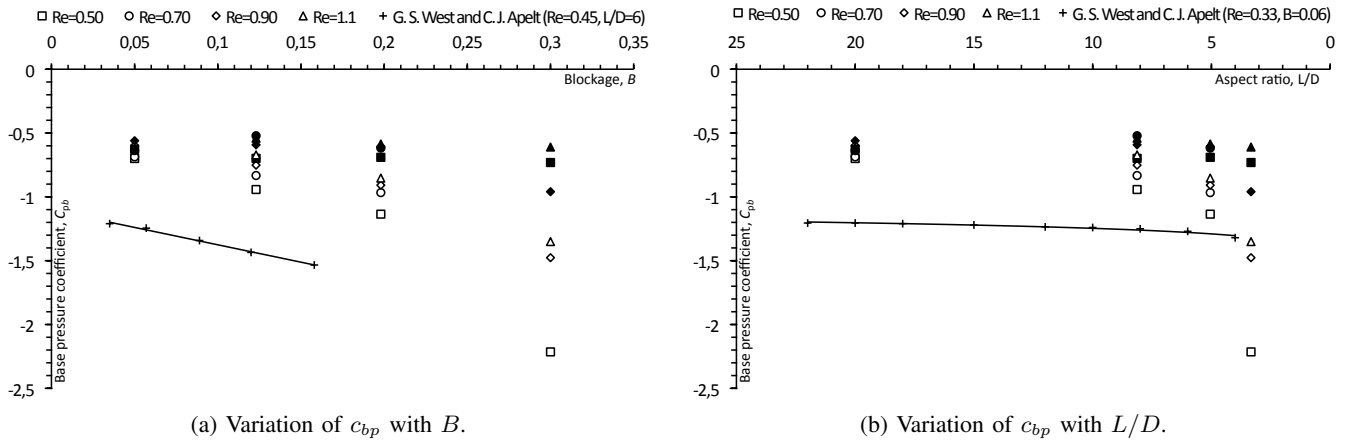 Re=0.50 Re=0.70 Re=0.90 Re=1.1 G. S. West and C. J. Apelt (Re=0.45, L/D=6)
0 0,05 0,1 0,15 0,2 0,25 0,3 0,35
Blockage, B
0
-0,5
-1
-1,5
-2
-2,5
Base pressure coefficient, C_pb
(a) Variation of c_bp with B.
Re=0.50 Re=0.70 Re=0.90 Re=1.1 G. S. West and C. J. Apelt (Re=0.33, B=0.06)
25 20 15 10 5 0
Aspect ratio, L/D
0
-0,5
-1
-1,5
-2
-2,5
Base pressure coefficient, C_pb
(b) Variation of c_bp with L/D.